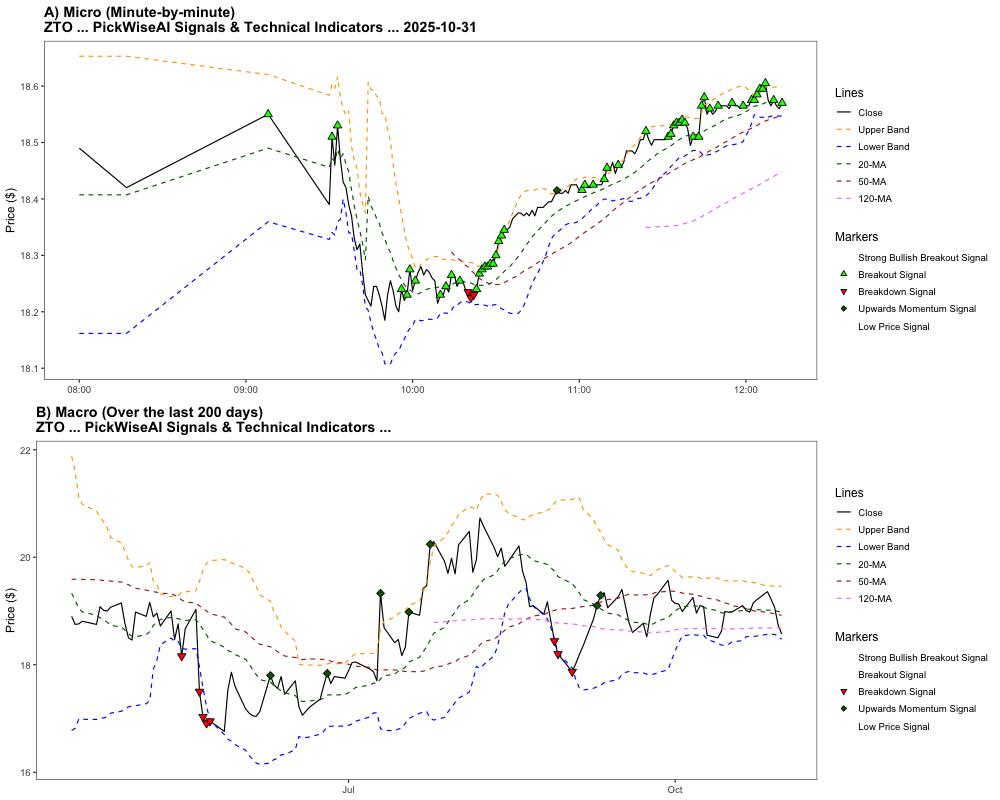 A) Micro (Minute-by-minute)
ZTO ... PickWiseAI Signals & Technical Indicators ... 2025-10-31
Price ($)
18.6
18.5
18.4
18.3
18.2
18.1
08:00
09:00
10:00
11:00
12:00
Lines
Close
Upper Band
Lower Band
20-MA
50-MA
120-MA
Markers
Strong Bullish Breakout Signal
Breakout Signal
Breakdown Signal
Upwards Momentum Signal
Low Price Signal
B) Macro (Over the last 200 days)
ZTO ... PickWiseAI Signals & Technical Indicators ...
Price ($)
22
20
18
16
Jul
Oct
Lines
Close
Upper Band
Lower Band
20-MA
50-MA
120-MA
Markers
Strong Bullish Breakout Signal
Breakout Signal
Breakdown Signal
Upwards Momentum Signal
Low Price Signal